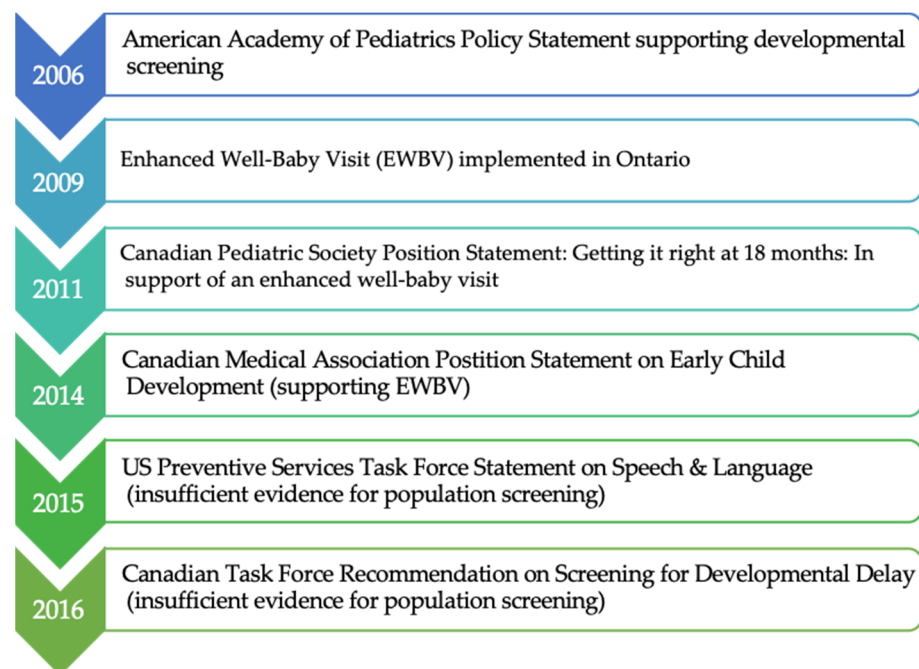 2006
American Academy of Pediatrics Policy Statement supporting developmental
screening
2009
Enhanced Well-Baby Visit (EWBV) implemented in Ontario
2011
Canadian Pediatric Society Position Statement: Getting it right at 18 months: In
support of an enhanced well-baby visit
2014
Canadian Medical Association Postition Statement on Early Child
Development (supporting EWBV)
2015
US Preventive Services Task Force Statement on Speech & Language
(insufficient evidence for population screening)
2016
Canadian Task Force Recommendation on Screening for Developmental Delay
(insufficient evidence for population screening)